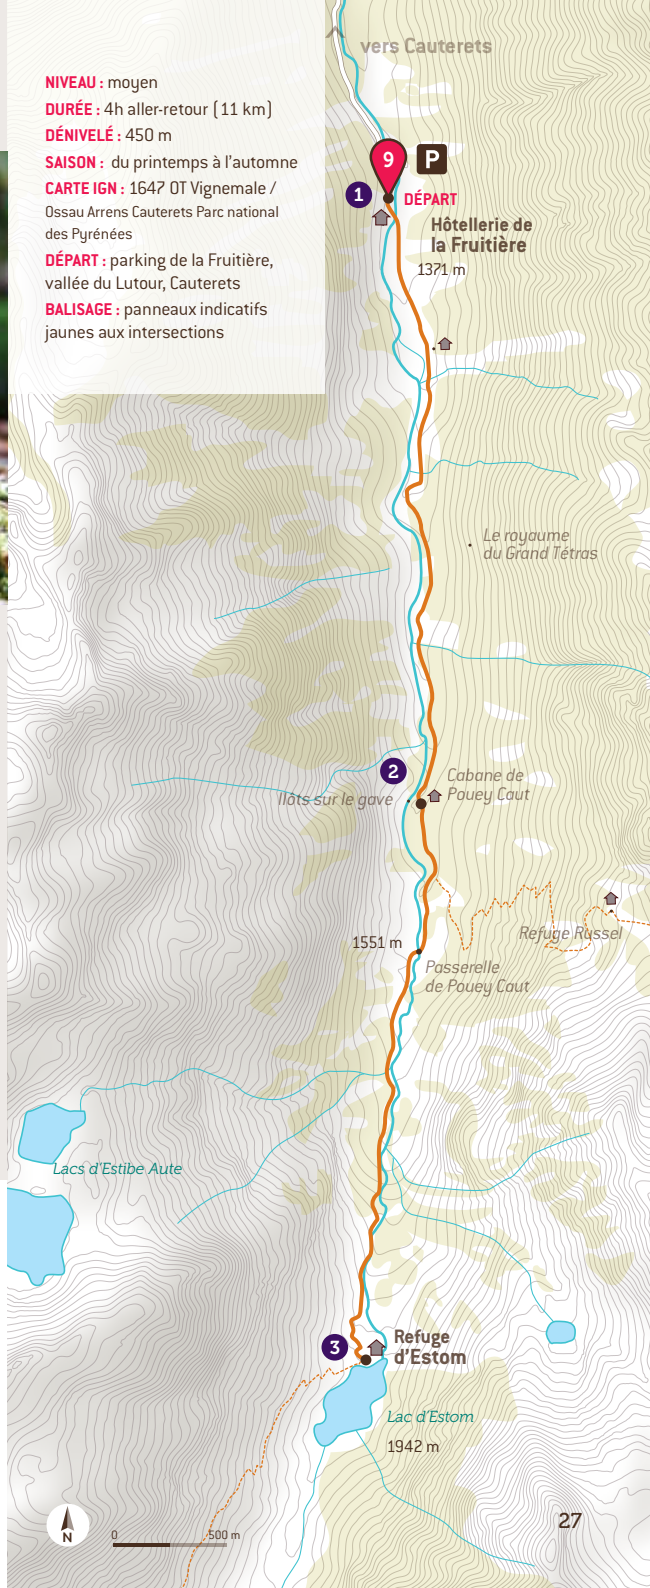 NIVEAU : moyen
DURÉE : 4h aller-retour (11 km)
DÉNIVELÉ : 450 m
SAISON : du printemps à l'automne
CARTE IGN : 1647 OT Vignemale /
Ossau Arrens Cauterets Parc national
des Pyrénées
DÉPART : parking de la Fruitière,
vallée du Lutour, Cauterets
BALISAGE : panneaux indicatifs
jaunes aux intersections
vers Cauterets
9
P
1
DÉPART
Hôtellerie de
la Fruitière
1371 m
Le royaume
du Grand Tétras
2
Cabane de
Pouey Caut
Ilôts sur le gave
Refuge Russel
1551 m
Passerelle
de Pouey Caut
Lacs d'Estibe Aute
3
Refuge
d'Estom
Lac d'Estom
1942 m
N
0
500 m
27